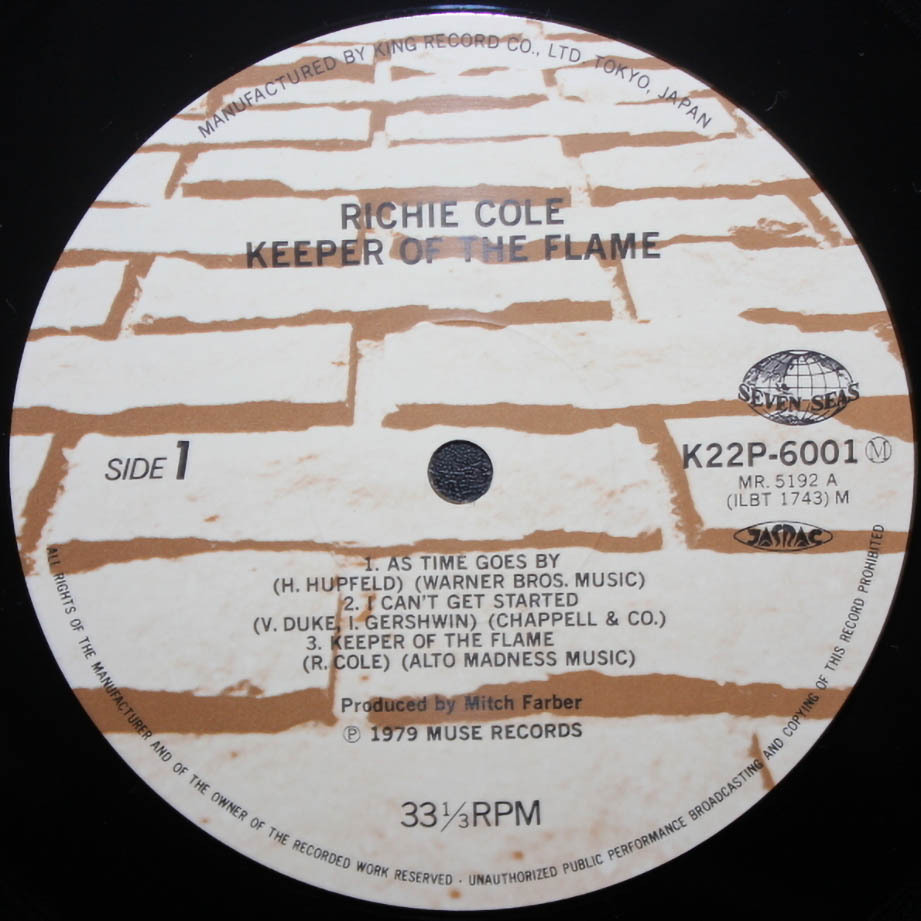 MANUFACTURED BY KING RECORD CO., LTD. TOKYO, JAPAN
RICHIE COLE
KEEPER OF THE FLAME
SEVEN SEAS
SIDE 1
K22P-6001 Ⓜ
MR. 5192 A
(ILBT 1743) M
JASRAC
1. AS TIME GOES BY
(H. HUPFELD) (WARNER BROS. MUSIC)
2. I CAN'T GET STARTED
(V. DUKE, I. GERSHWIN) (CHAPPELL & CO.)
3. KEEPER OF THE FLAME
(R. COLE) (ALTO MADNESS MUSIC)
Produced by Mitch Farber
℗ 1979 MUSE RECORDS
33 1/3 RPM
ALL RIGHTS OF THE MANUFACTURER AND OF THE OWNER OF THE RECORDED WORK RESERVED · UNAUTHORIZED PUBLIC PERFORMANCE BROADCASTING AND COPYING OF THIS RECORD PROHIBITED